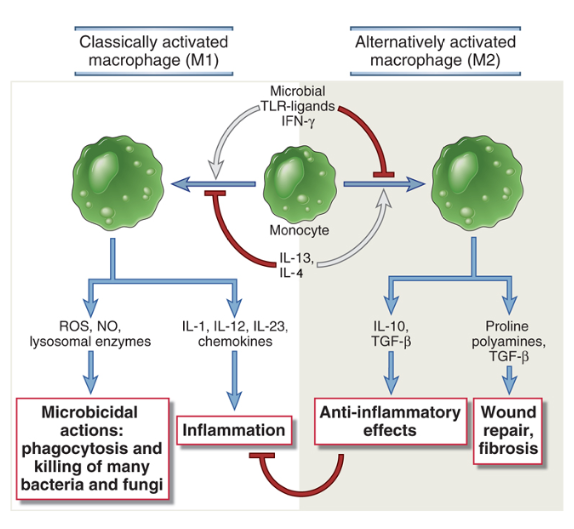 Classically activated
macrophage (M1)
Alternatively activated
macrophage (M2)
Microbial
TLR-ligands
IFN-γ
Monocyte
IL-13,
IL-4
ROS, NO,
lysosomal enzymes
IL-1, IL-12, IL-23,
chemokines
IL-10,
TGF-β
Proline
polyamines,
TGF-β
Microbicidal
actions:
phagocytosis and
killing of many
bacteria and fungi
Inflammation
Anti-inflammatory
effects
Wound
repair,
fibrosis